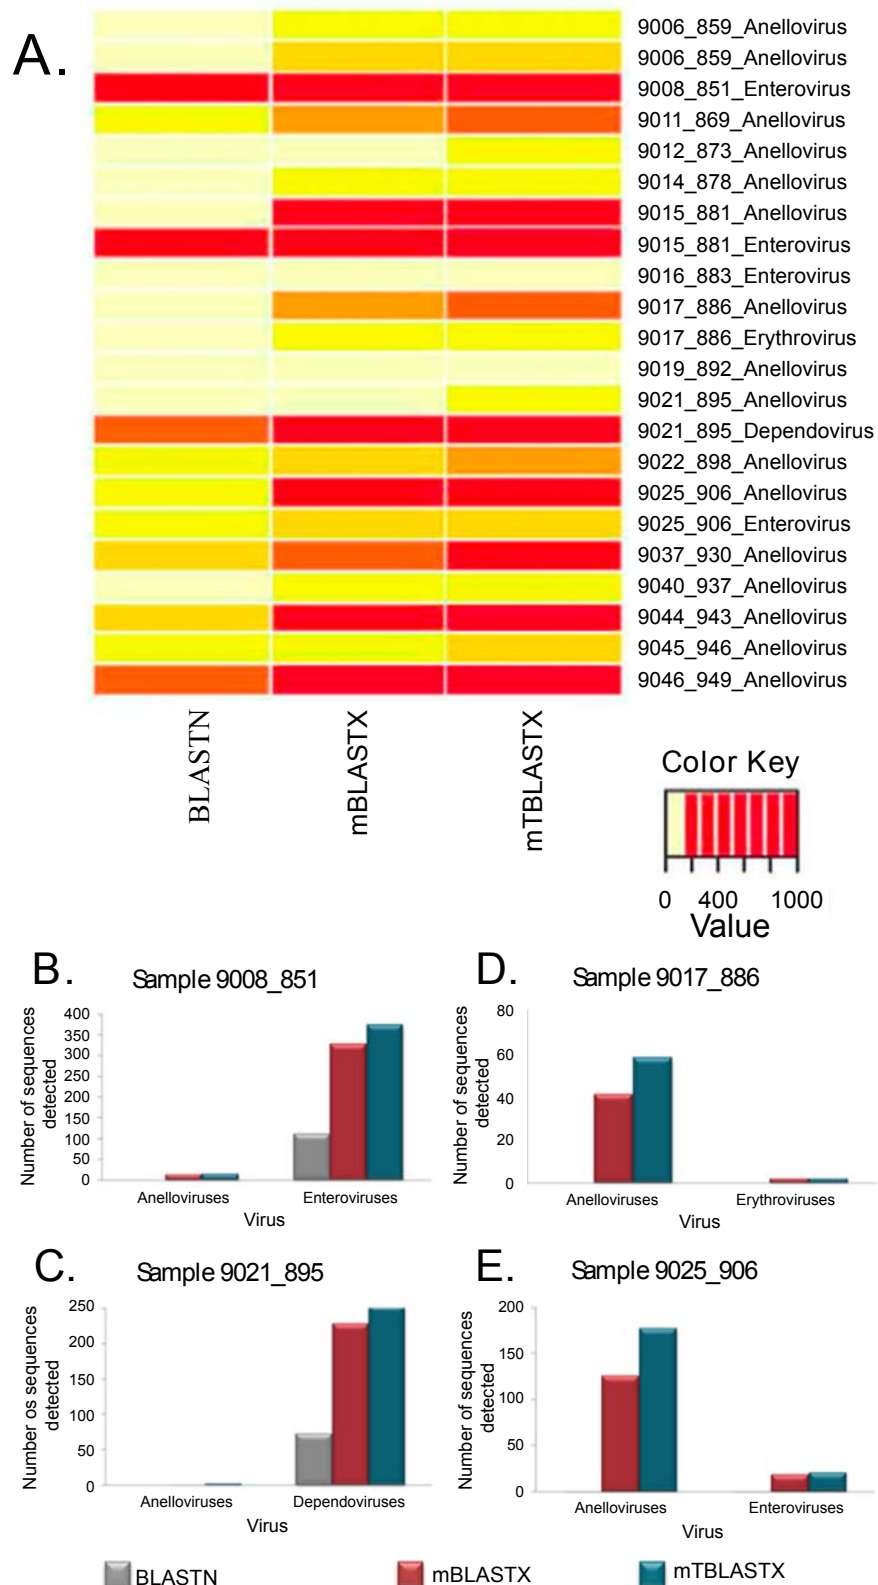 A.
9006_859_Anellovirus
9006_859_Anellovirus
9008_851_Enterovirus
9011_869_Anellovirus
9012_873_Anellovirus
9014_878_Anellovirus
9015_881_Anellovirus
9015_881_Enterovirus
9016_883_Enterovirus
9017_886_Anellovirus
9017_886_Erythrovirus
9019_892_Anellovirus
9021_895_Anellovirus
9021_895_Dependovirus
9022_898_Anellovirus
9025_906_Anellovirus
9025_906_Enterovirus
9037_930_Anellovirus
9040_937_Anellovirus
9044_943_Anellovirus
9045_946_Anellovirus
9046_949_Anellovirus
BLASTN
mBLASTX
mTBLASTX
Color Key
0 400 1000
Value
B.
Sample 9008_851
Number of sequences
detected
400
350
300
250
200
150
100
50
0
Anelloviruses Enteroviruses
Virus
D.
Sample 9017_886
Number of sequences
detected
80
60
40
20
0
Anelloviruses Erythroviruses
Virus
C.
Sample 9021_895
Number os sequences
detected
250
200
150
100
50
0
Anelloviruses Dependoviruses
Virus
E.
Sample 9025_906
Number of sequences
detected
200
150
100
50
0
Anelloviruses Enteroviruses
Virus
BLASTN mBLASTX mTBLASTX